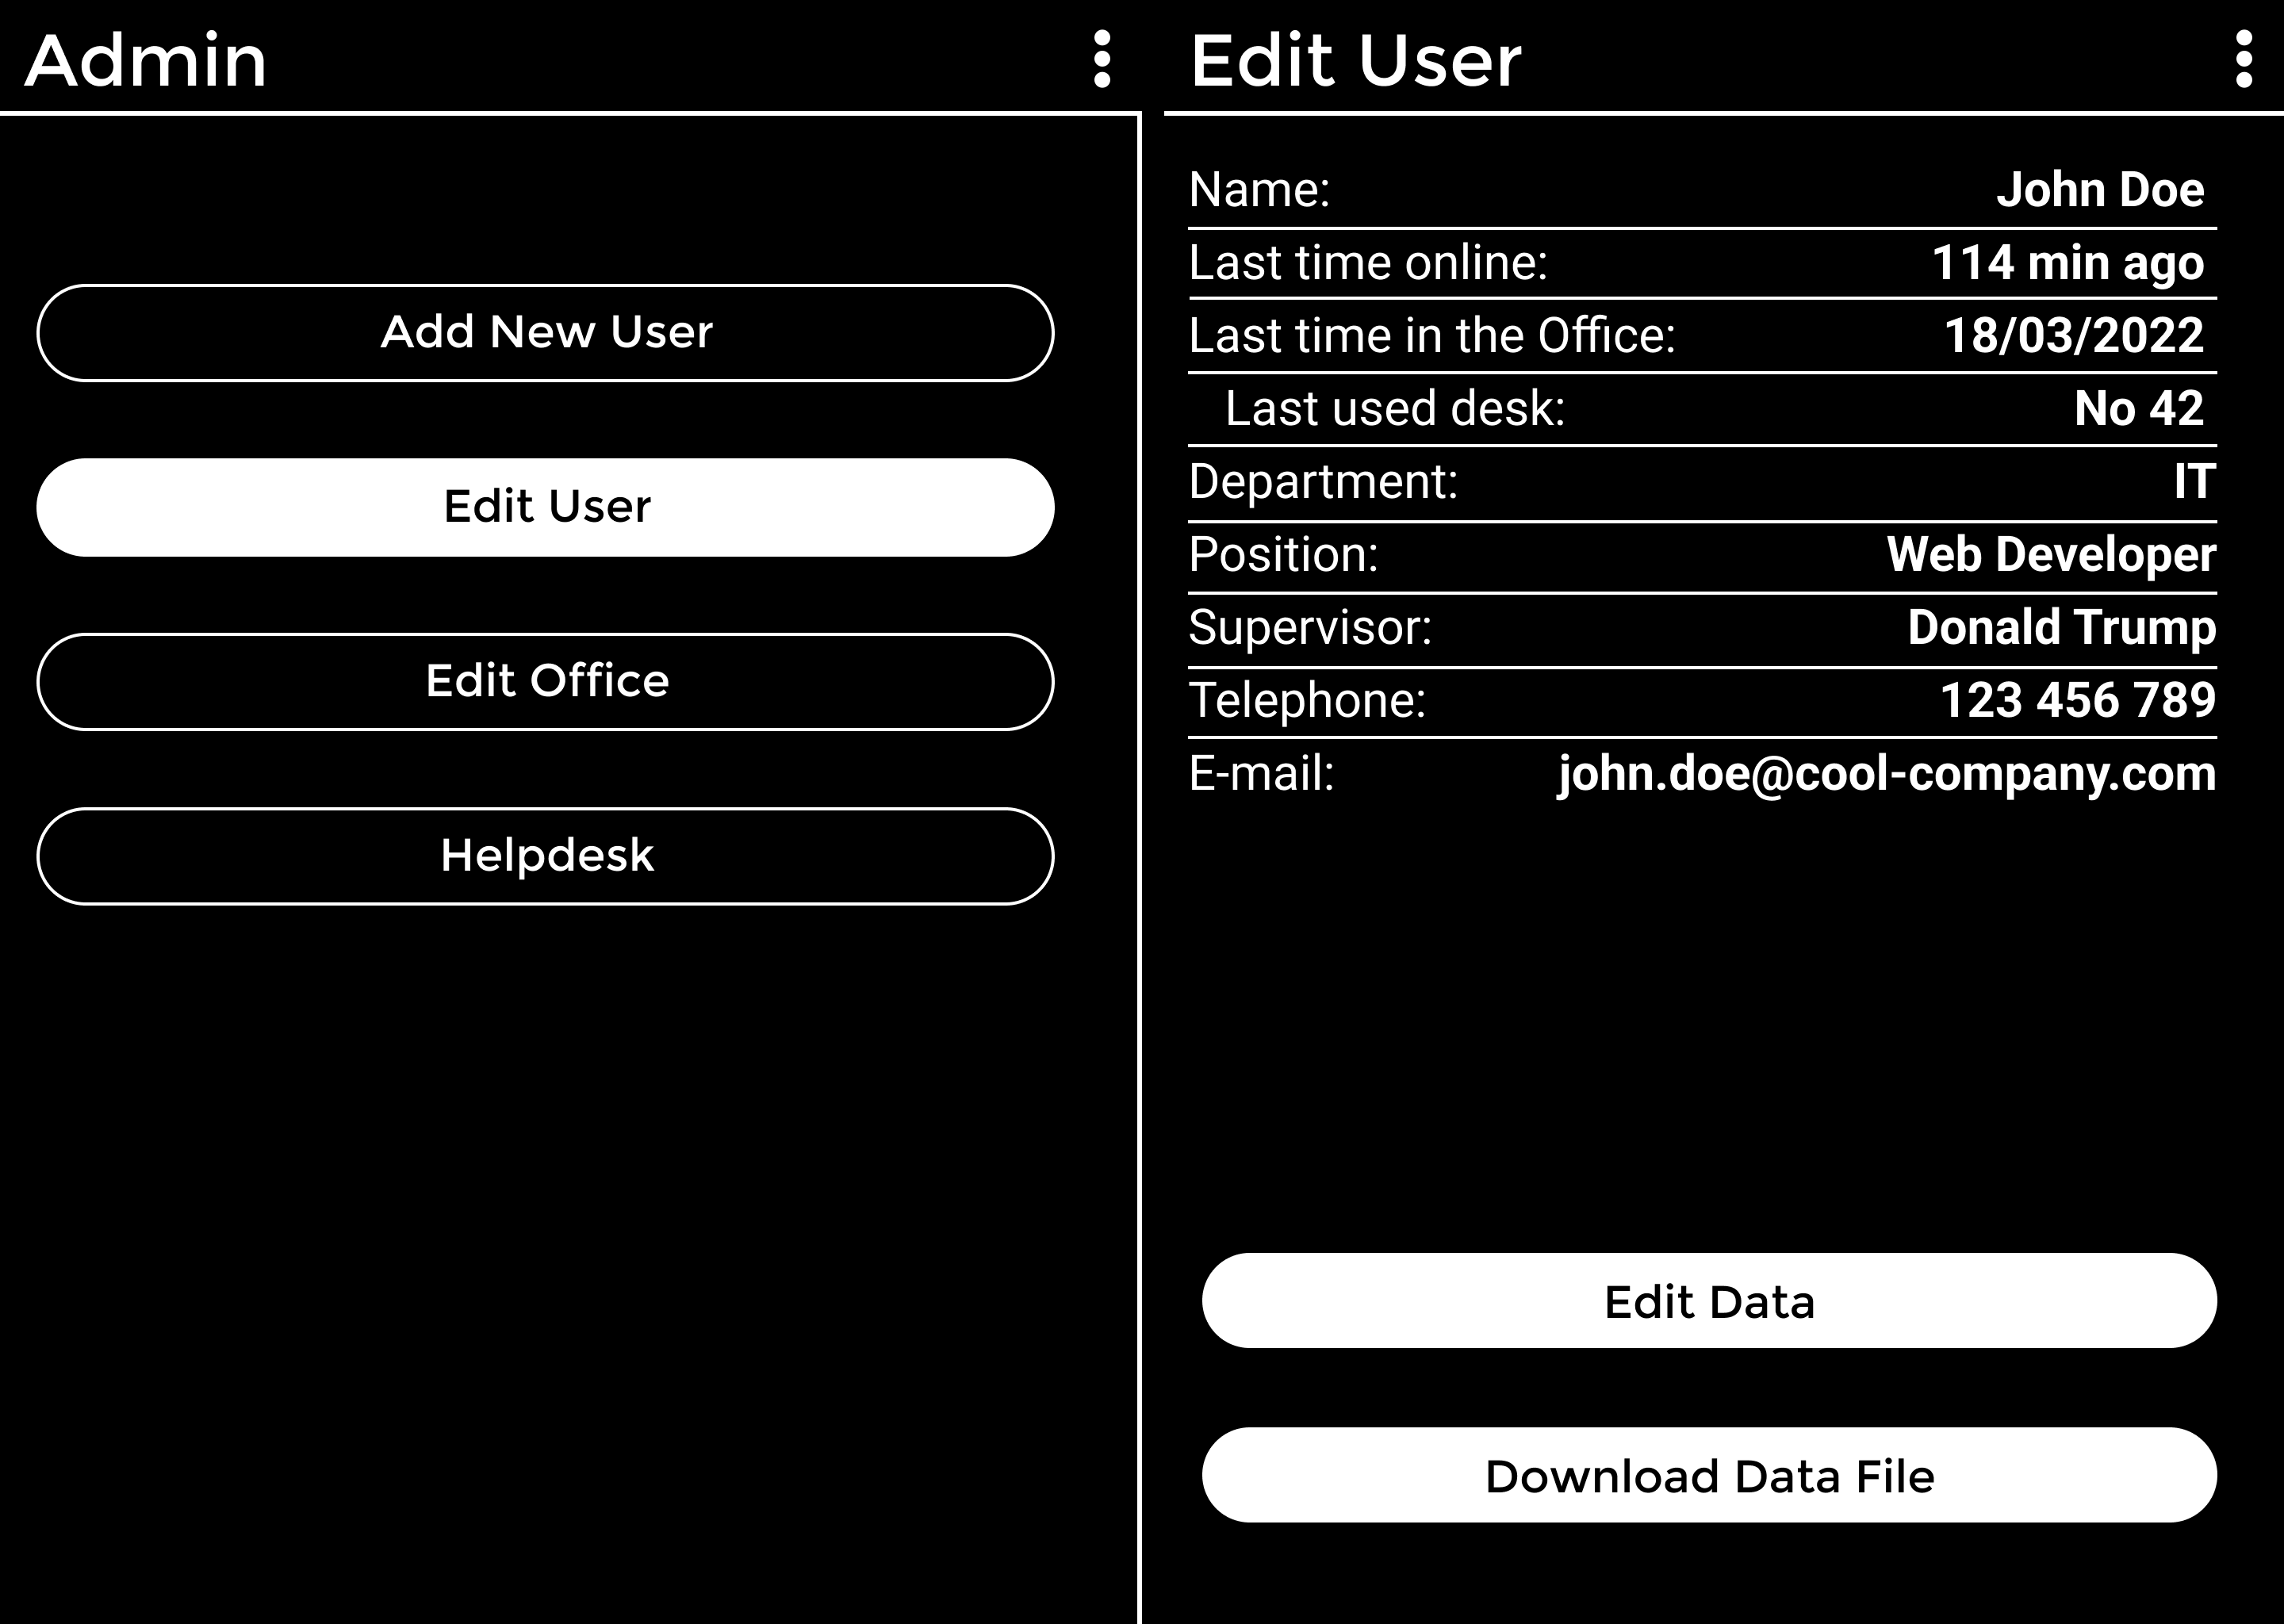 Admin
Add New User
Edit User
Edit Office
Helpdesk
Edit User
Name: John Doe
Last time online: 114 min ago
Last time in the Office: 18/03/2022
Last used desk: No 42
Department: IT
Position: Web Developer
Supervisor: Donald Trump
Telephone: 123 456 789
E-mail: john.doe@cool-company.com
Edit Data
Download Data File